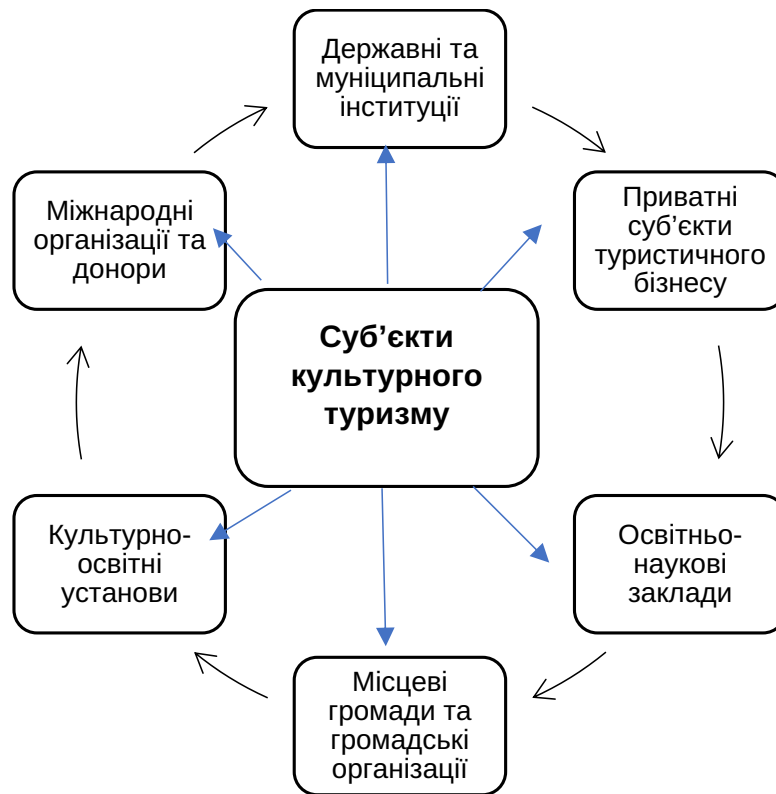 Державні та
муніципальні
інституції
Приватні
суб’єкти
туристичного
бізнесу
Освітньо-
наукові
заклади
Місцеві
громади та
громадські
організації
Культурно-
освітні
установи
Міжнародні
організації та
донори
Суб’єкти
культурного
туризму